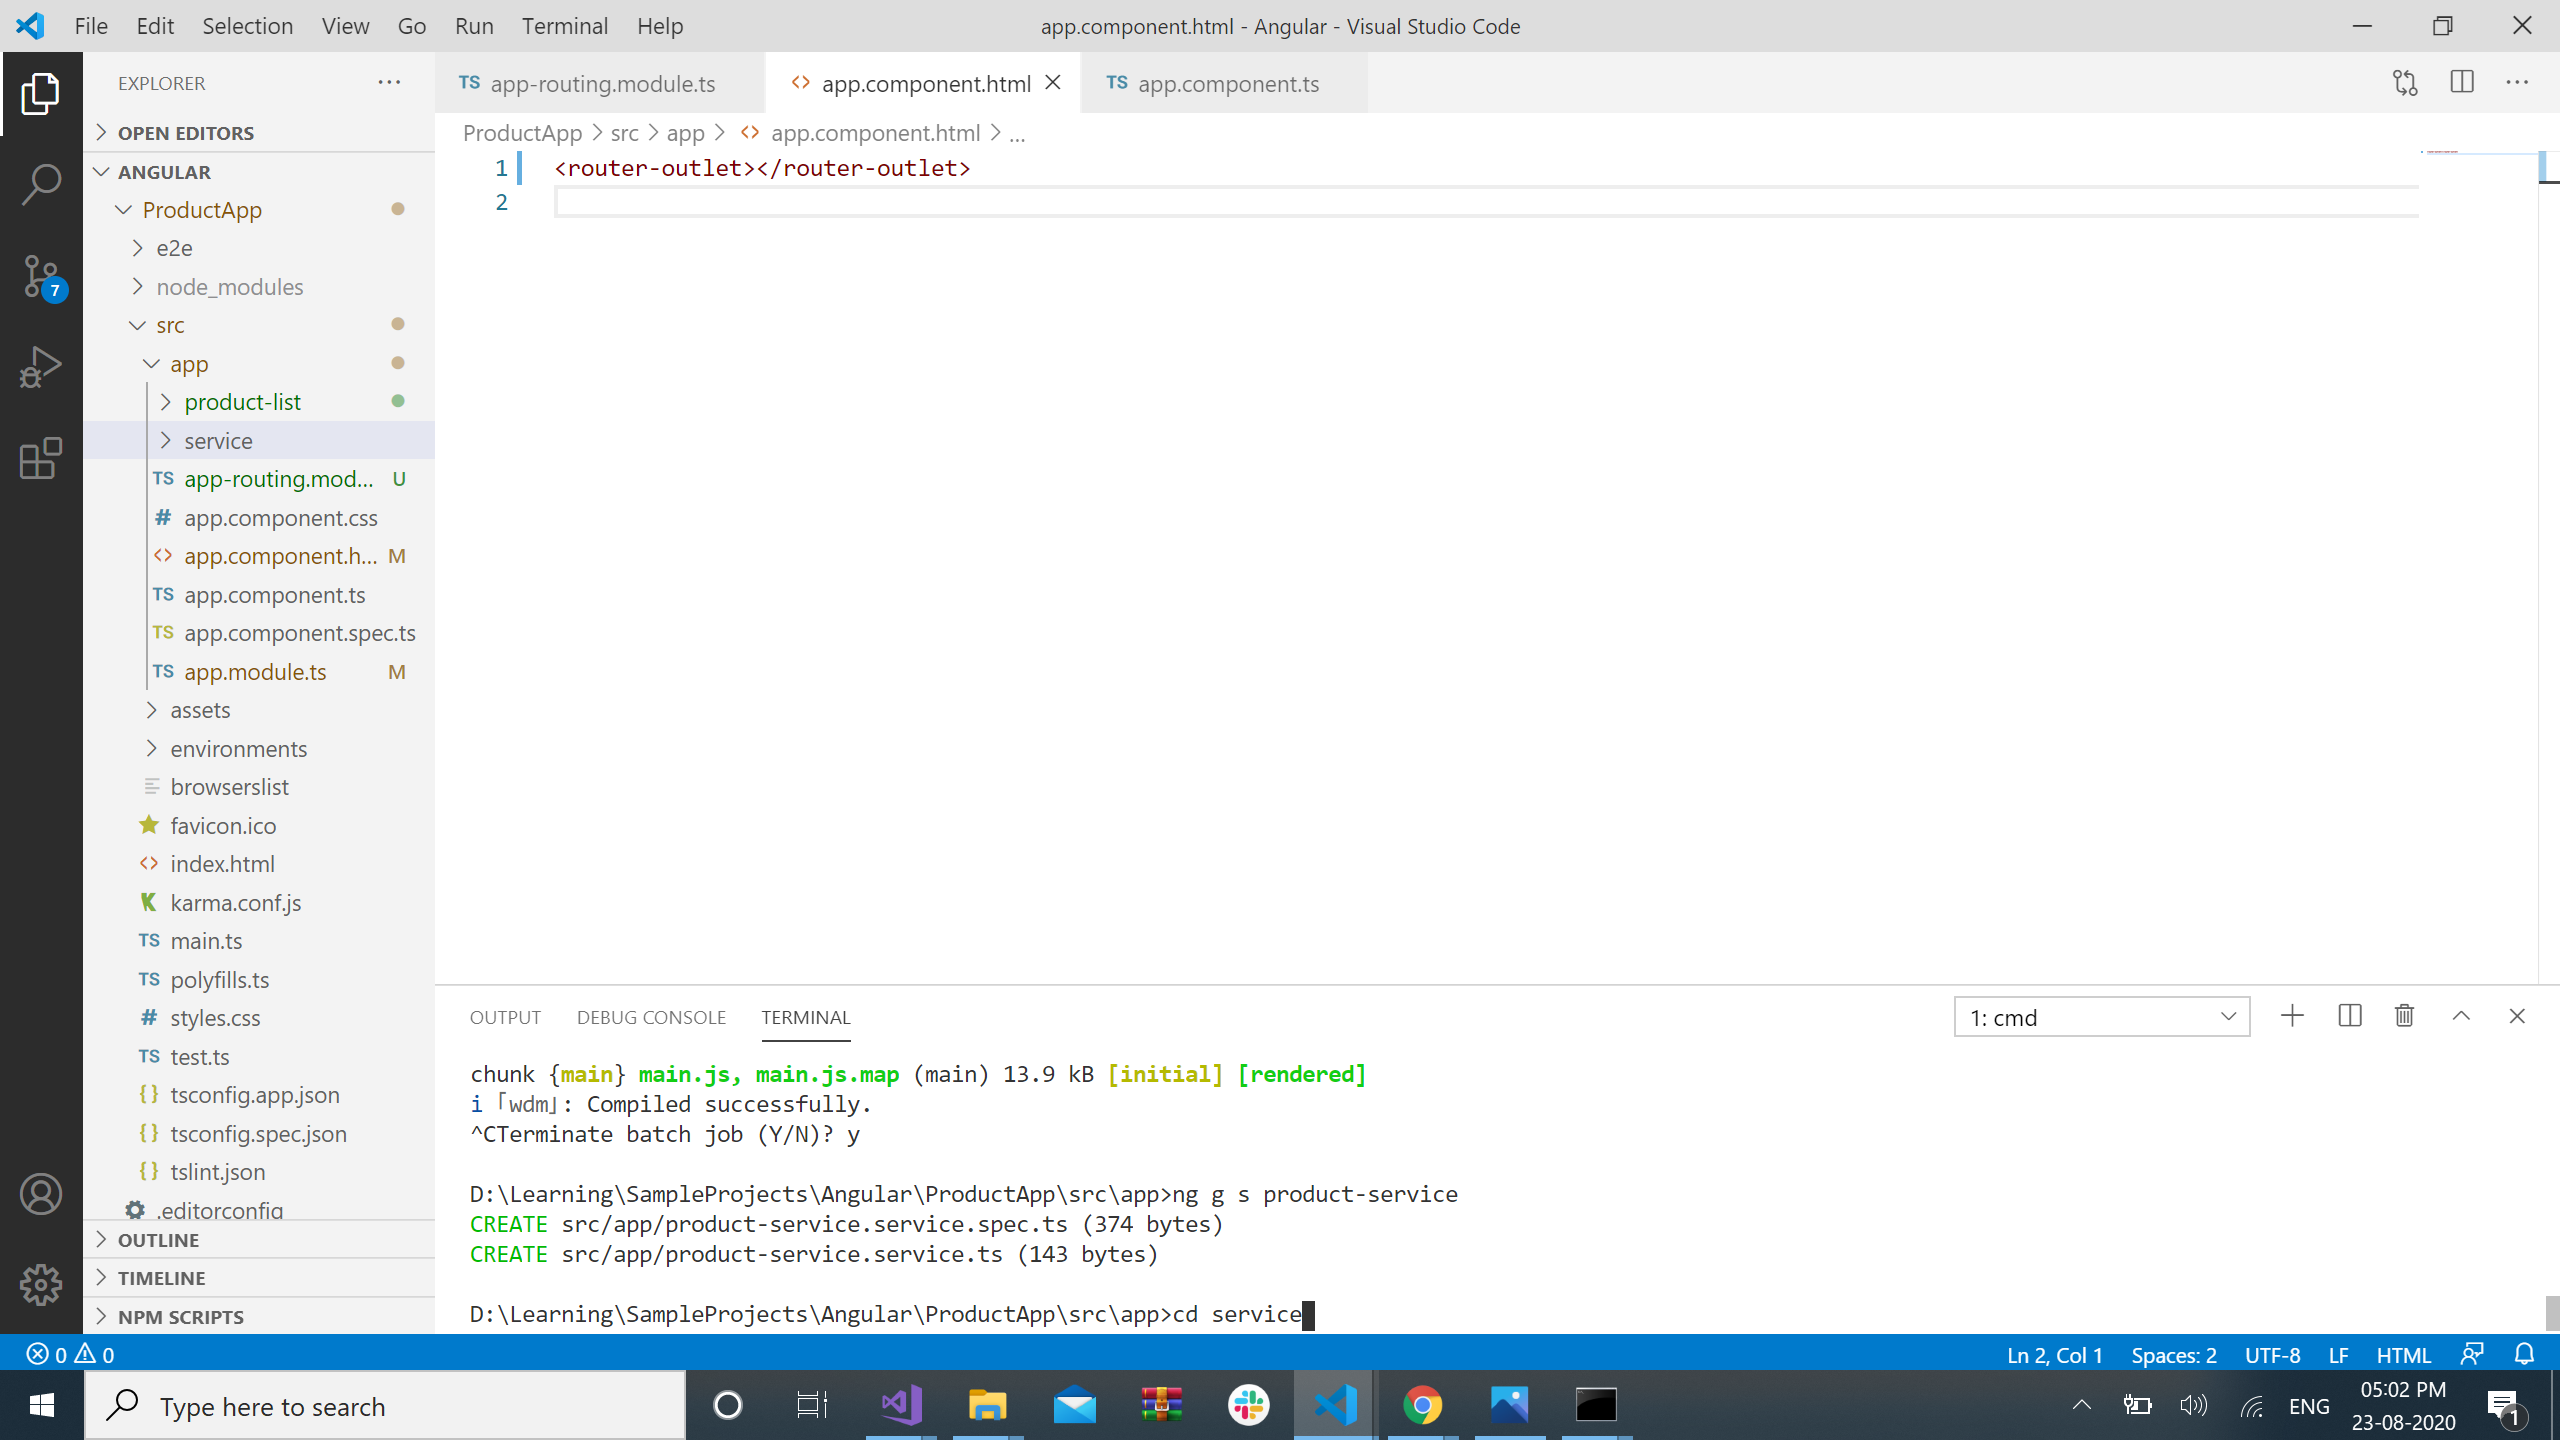 File Edit Selection View Go Run Terminal Help
app.component.html - Angular - Visual Studio Code
EXPLORER
OPEN EDITORS
ANGULAR
ProductApp
e2e
node_modules
src
app
product-list
service
app-routing.mod... U
app.component.css
app.component.h... M
app.component.ts
app.component.spec.ts
app.module.ts M
assets
environments
browserslist
favicon.ico
index.html
karma.conf.js
main.ts
polyfills.ts
styles.css
test.ts
tsconfig.app.json
tsconfig.spec.json
tslint.json
.editorconfig
OUTLINE
TIMELINE
NPM SCRIPTS
7
TS app-routing.module.ts
<> app.component.html
TS app.component.ts
ProductApp > src > app > <> app.component.html > ...
1 <router-outlet></router-outlet>
2
OUTPUT DEBUG CONSOLE TERMINAL
1: cmd
chunk {main} main.js, main.js.map (main) 13.9 kB [initial] [rendered]
i ｢wdm｣: Compiled successfully.
^CTerminate batch job (Y/N)? y
D:\Learning\SampleProjects\Angular\ProductApp\src\app>ng g s product-service
CREATE src/app/product-service.service.spec.ts (374 bytes)
CREATE src/app/product-service.service.ts (143 bytes)
D:\Learning\SampleProjects\Angular\ProductApp\src\app>cd service
0 0
Ln 2, Col 1 Spaces: 2 UTF-8 LF HTML
Type here to search
ENG
05:02 PM
23-08-2020
1